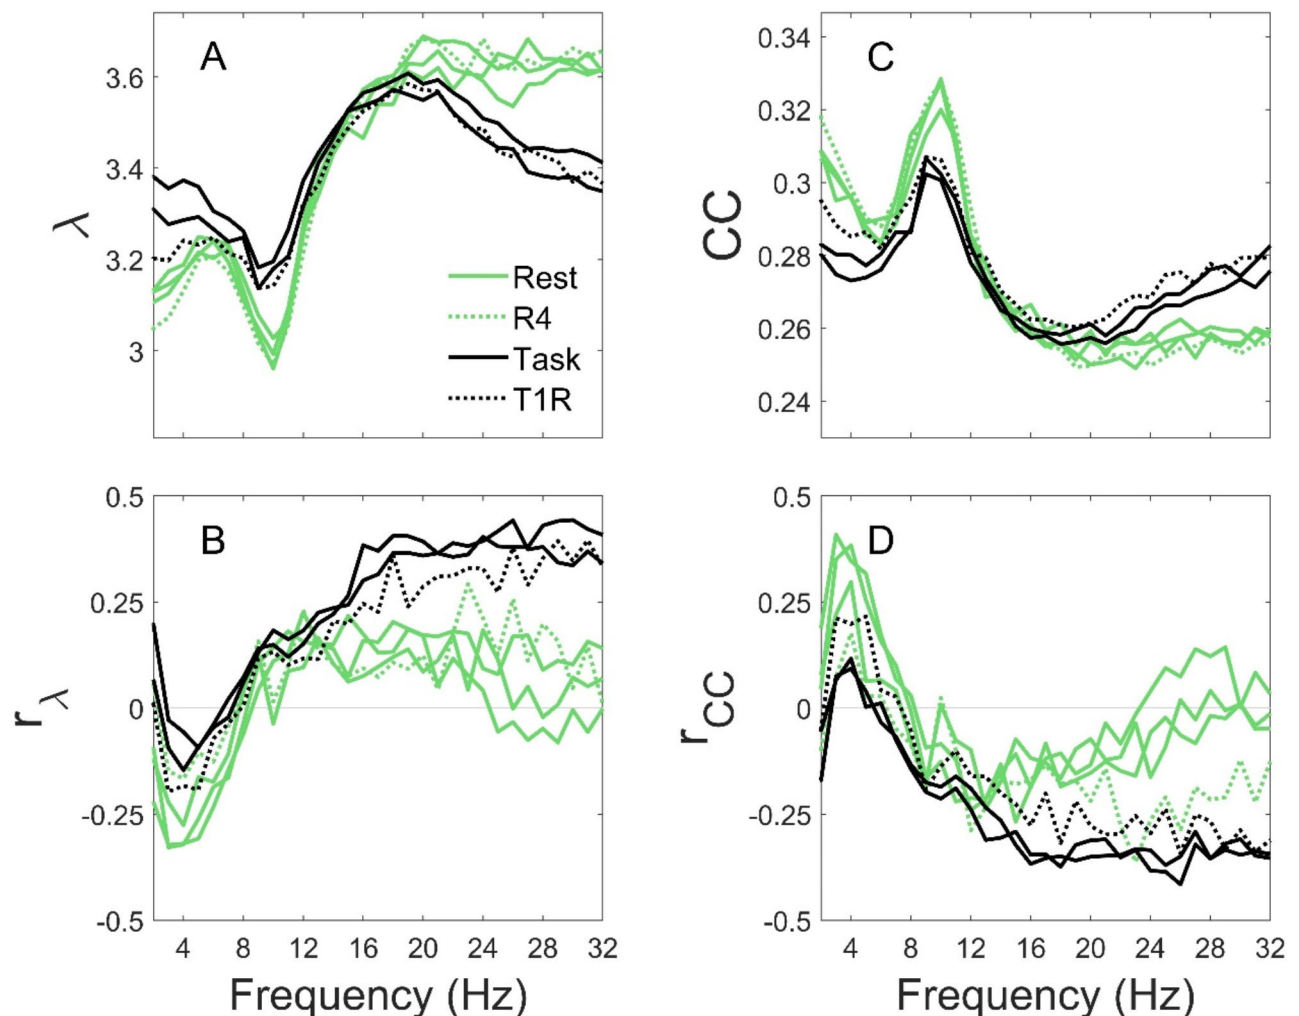 A
3.6
3.4
3.2
3
λ
Rest
R4
Task
T1R
C
0.34
0.32
0.3
0.28
0.26
0.24
CC
B
0.5
0.25
0
-0.25
-0.5
r λ
4 8 12 16 20 24 28 32
Frequency (Hz)
D
0.5
0.25
0
-0.25
-0.5
r CC
4 8 12 16 20 24 28 32
Frequency (Hz)